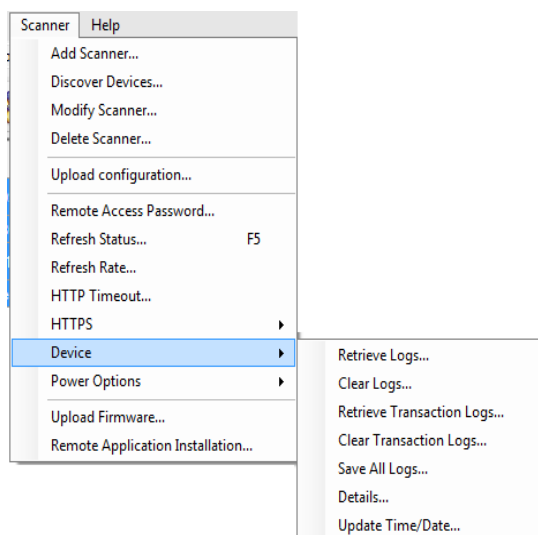 Scanner Help
Add Scanner...
Discover Devices...
Modify Scanner...
Delete Scanner...
Upload configuration...
Remote Access Password...
Refresh Status... F5
Refresh Rate...
HTTP Timeout...
HTTPS
Device
Power Options
Upload Firmware...
Remote Application Installation...
Retrieve Logs...
Clear Logs...
Retrieve Transaction Logs...
Clear Transaction Logs...
Save All Logs...
Details...
Update Time/Date...